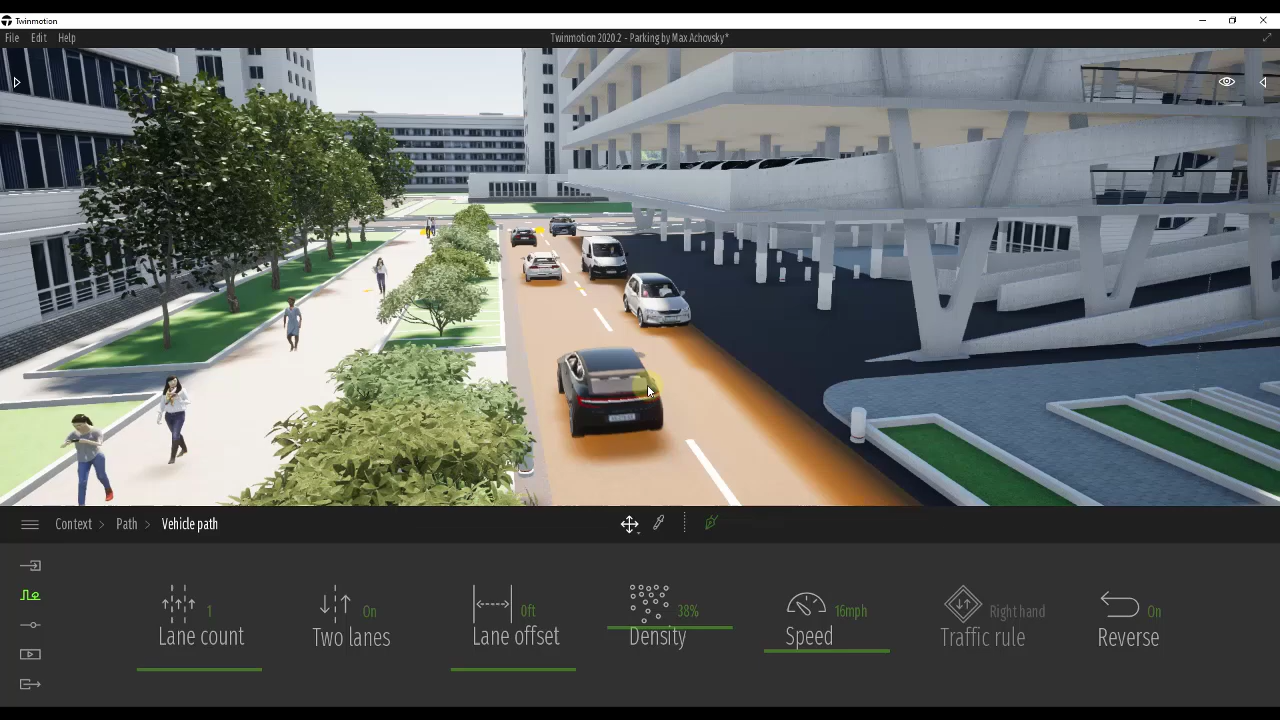 Twinmotion
File Edit Help
Twinmotion 2020.2 - Parking by Max Achovsky*
Context > Path > Vehicle path
1
Lane count
On
Two lanes
0ft
Lane offset
38%
Density
16mph
Speed
Right hand
Traffic rule
On
Reverse